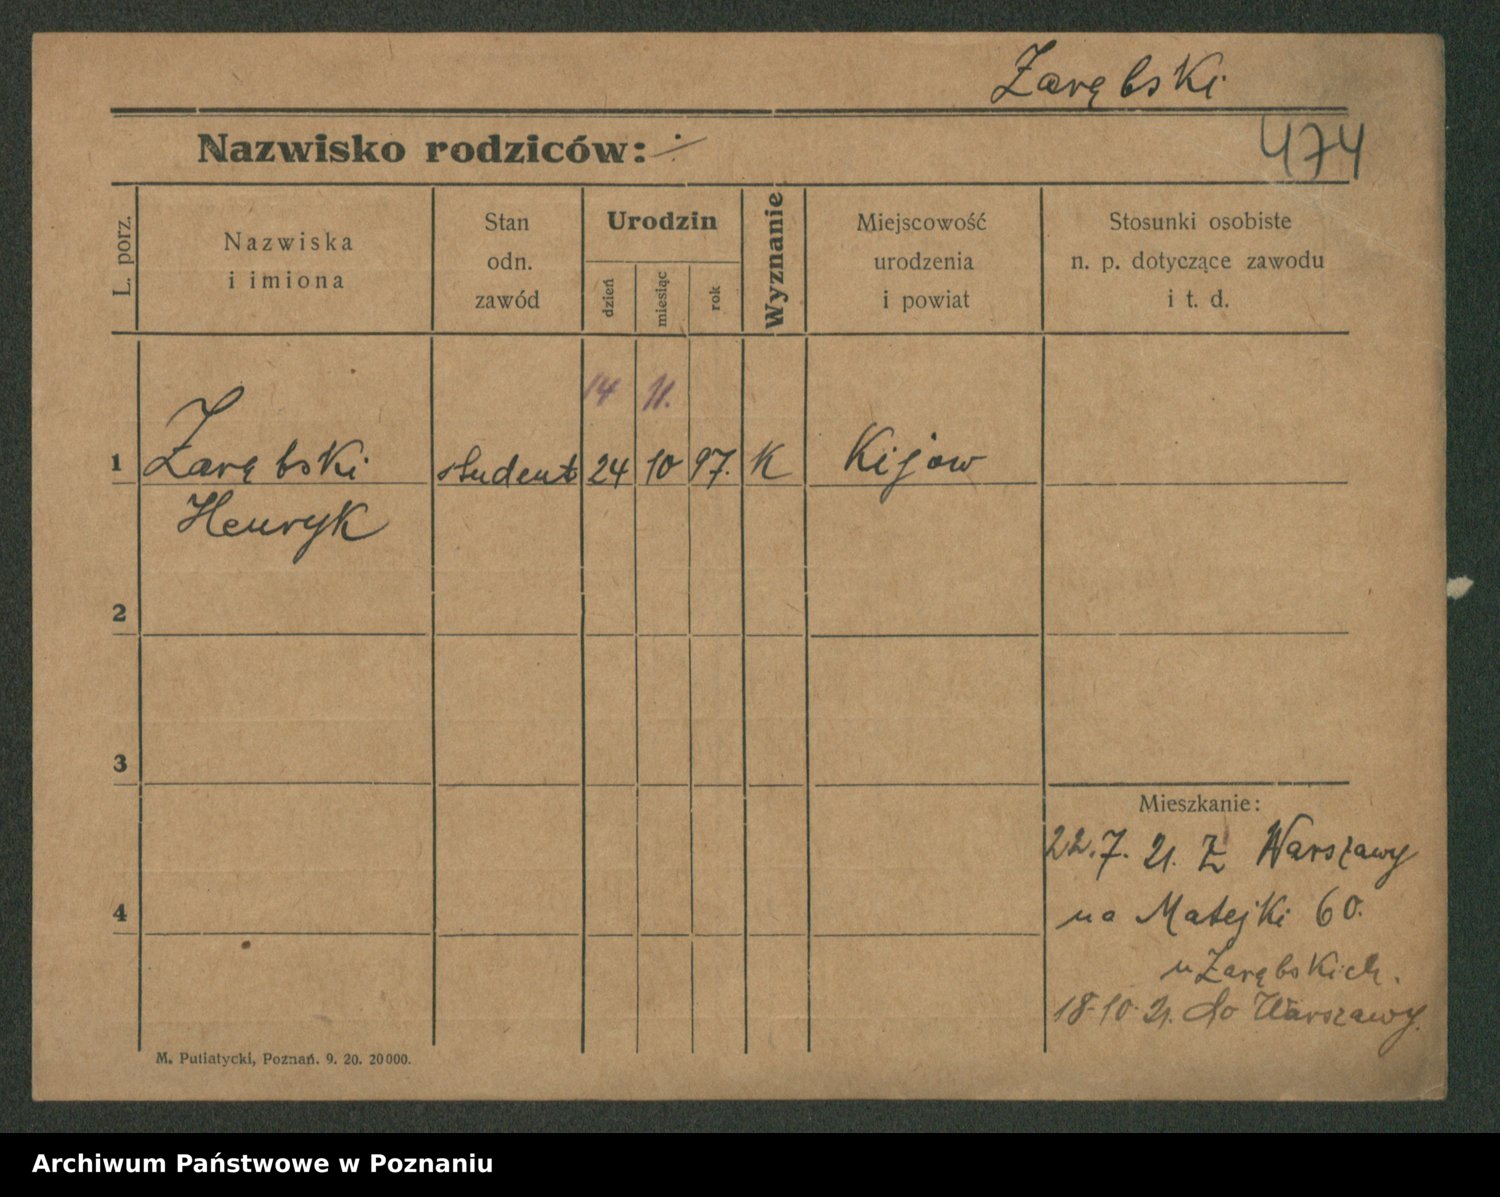 Zarębski
Nazwisko rodziców: ÷
474
L. porz.
Nazwiska
i imiona
Stan
odn.
zawód
Urodzin
dzień
miesiąc
rok
Wyznanie
Miejscowość
urodzenia
i powiat
Stosunki osobiste
n. p. dotyczące zawodu
i t. d.
14 11.
1 Zarębski student 24 10 97. K Kijow
Henryk
2
3
Mieszkanie:
22.7. 21. Z Warszawy
4
na Matejki 60.
u Zarębskich.
18-10-21. do Warszawy.
M. Putiatycki, Poznań. 9. 20. 20000.
Archiwum Państwowe w Poznaniu